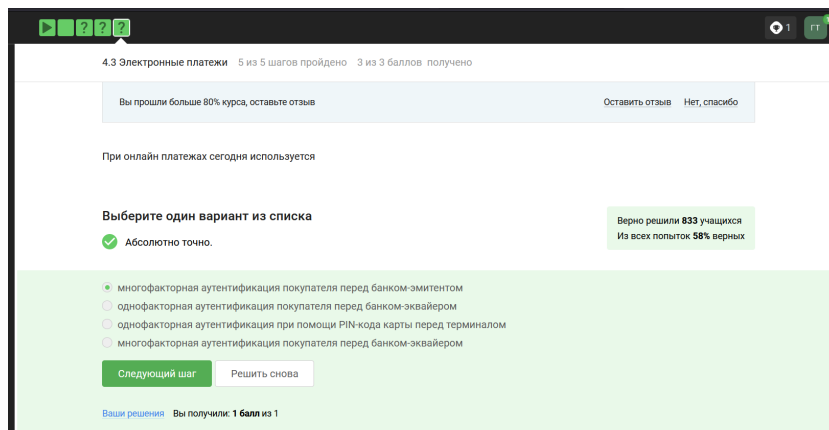 ? ? ?
1
ГТ
4.3 Электронные платежи 5 из 5 шагов пройдено 3 из 3 баллов получено
Вы прошли больше 80% курса, оставьте отзыв Оставить отзыв Нет, спасибо
При онлайн платежах сегодня используется
Выберите один вариант из списка
Верно решили 833 учащихся
Из всех попыток 58% верных
Абсолютно точно.
многофакторная аутентификация покупателя перед банком-эмитентом
однофакторная аутентификация покупателя перед банком-эквайером
однофакторная аутентификация при помощи PIN-кода карты перед терминалом
многофакторная аутентификация покупателя перед банком-эквайером
Следующий шаг Решить снова
Ваши решения Вы получили: 1 балл из 1